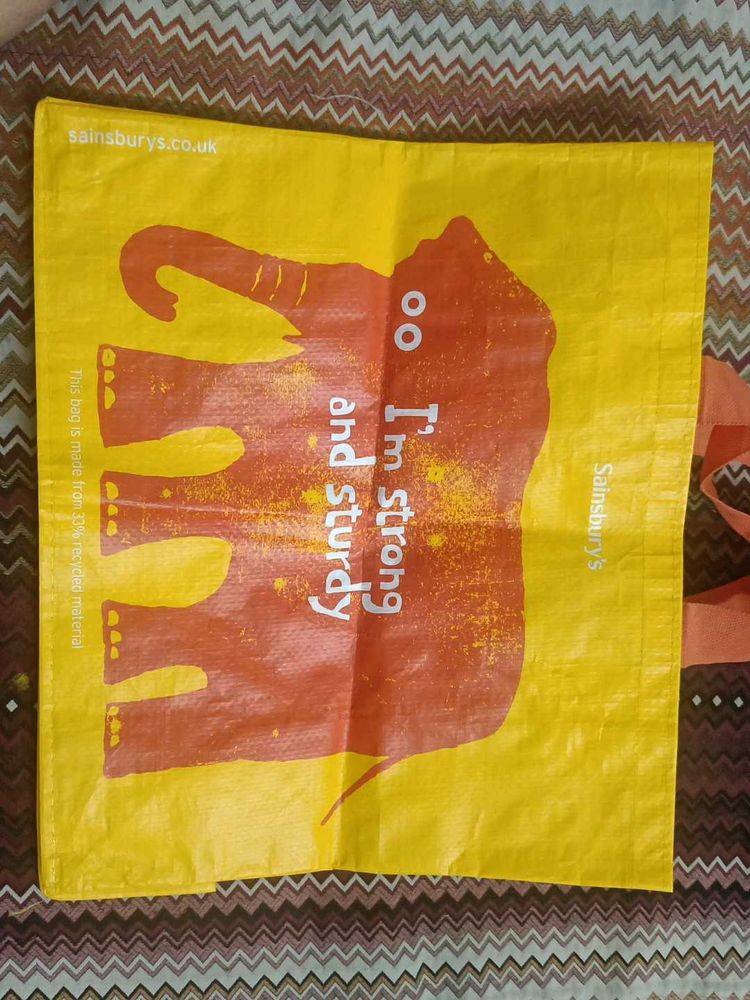 Sainsbury's
I'm strong
and sturdy
This bag is made from 33% recycled material
sainsburys.co.uk